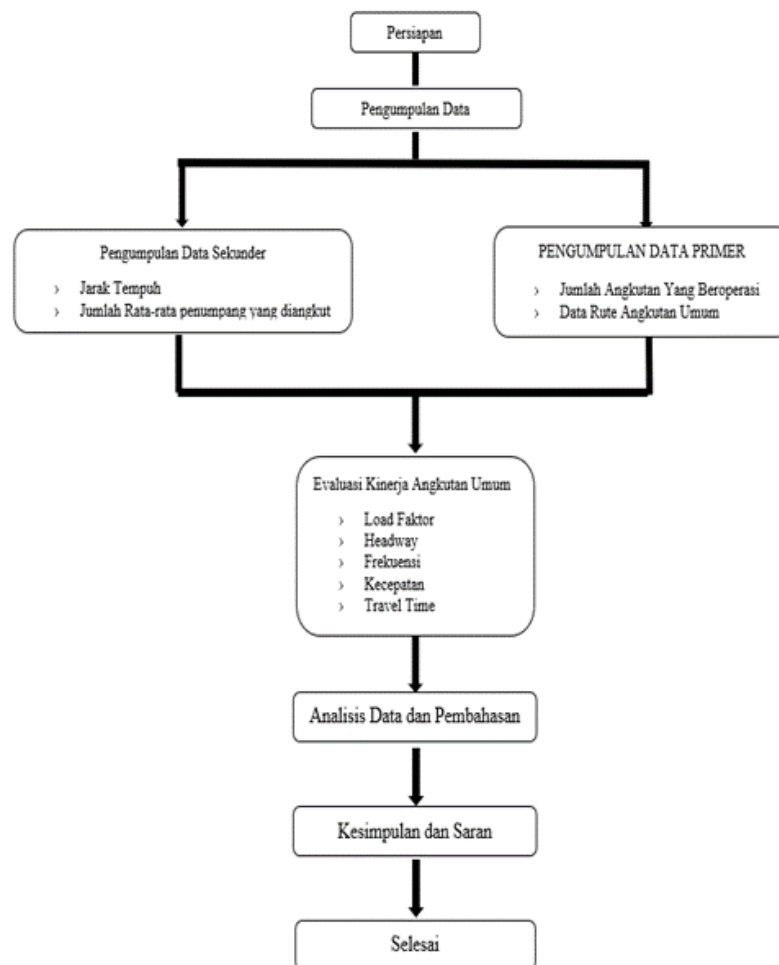 Persiapan
Pengumpulan Data
Pengumpulan Data Sekunder
› Jarak Tempuh
› Jumlah Rata-rata penumpang yang diangkut
PENGUMPULAN DATA PRIMER
› Jumlah Angkutan Yang Beroperasi
› Data Rute Angkutan Umum
Evaluasi Kinerja Angkutan Umum
› Load Faktor
› Headway
› Frekuensi
› Kecepatan
› Travel Time
Analisis Data dan Pembahasan
Kesimpulan dan Saran
Selesai